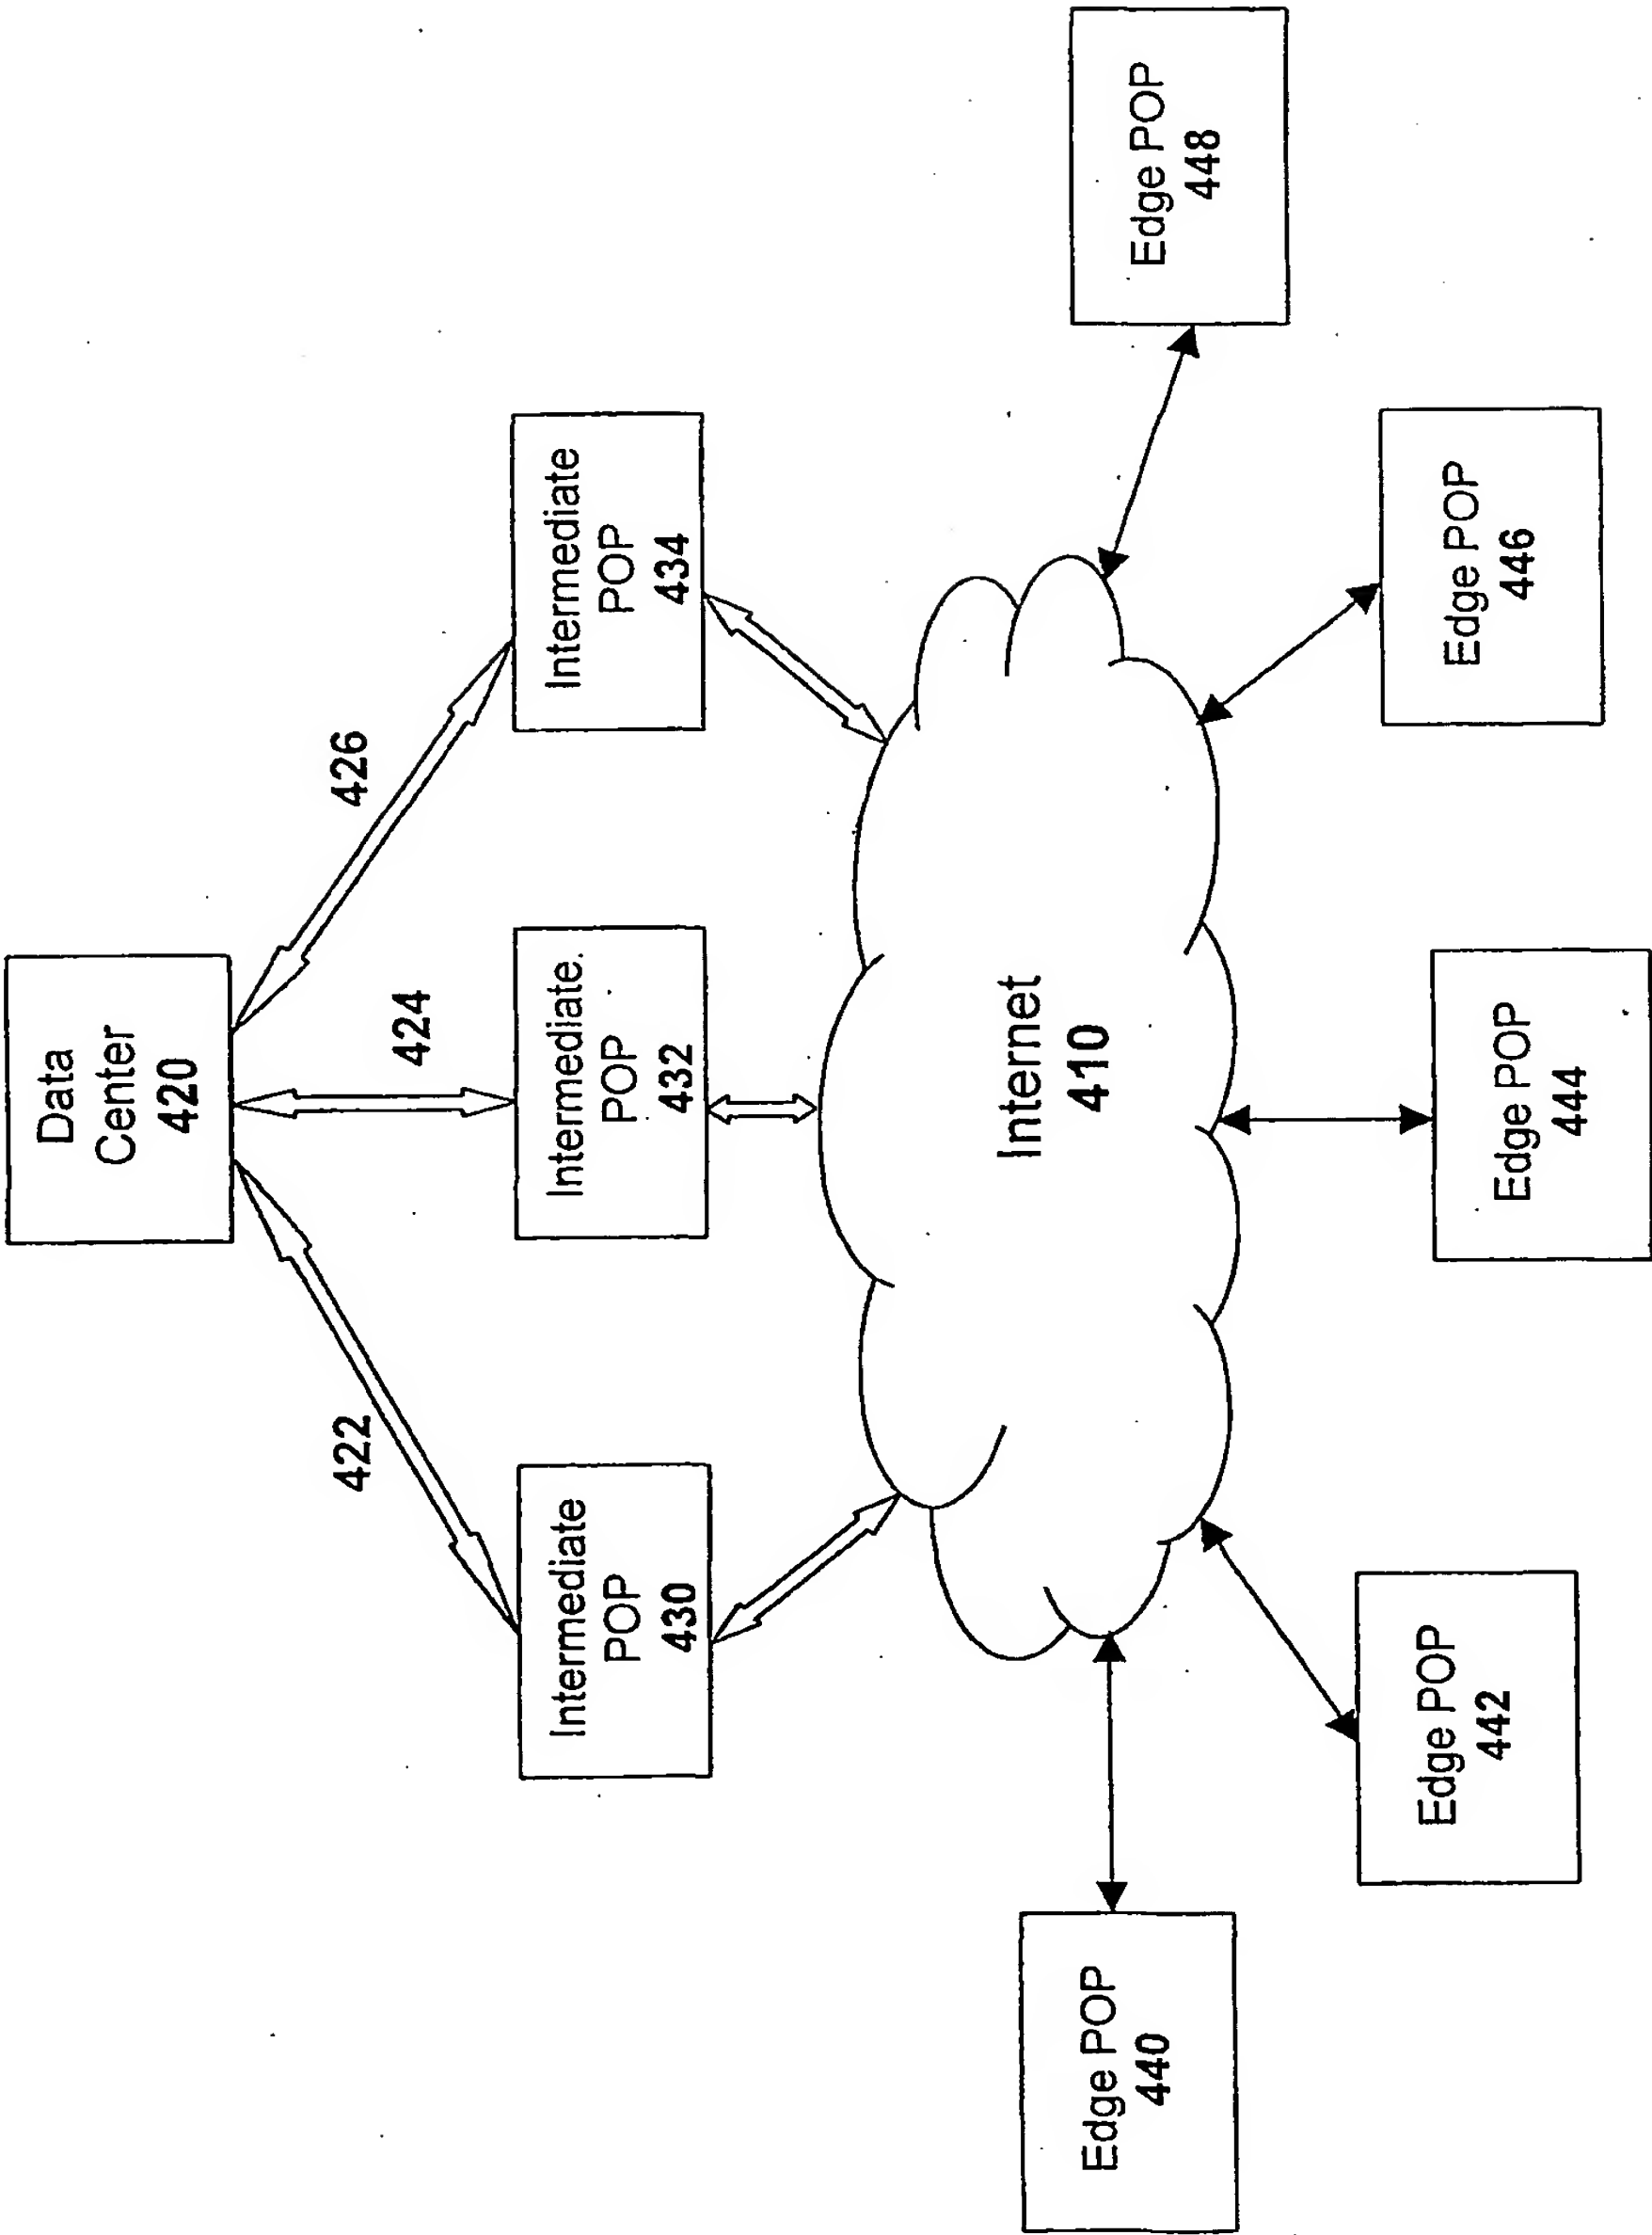 Data
Center
420
422
424
426
Intermediate
POP
430
Intermediate.
POP
432
Intermediate
POP
434
Internet
410
Edge POP
440
Edge POP
442
Edge POP
444
Edge POP
446
Edge POP
448